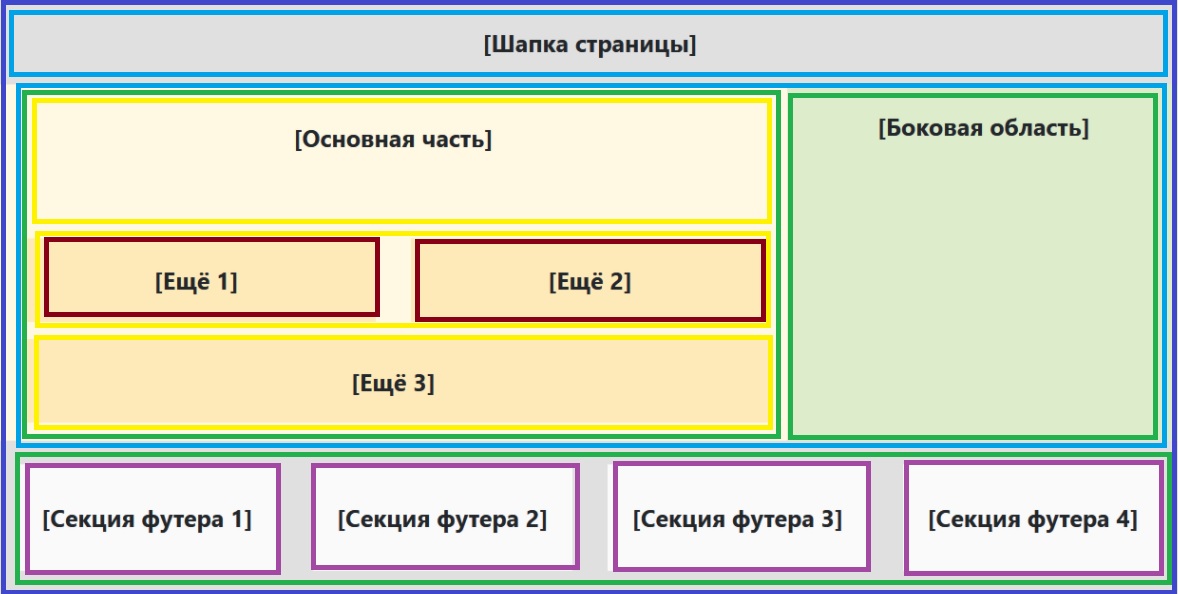 [Шапка страницы]
[Основная часть]
[Боковая область]
[Ещё 1]
[Ещё 2]
[Ещё 3]
[Секция футера 1]
[Секция футера 2]
[Секция футера 3]
[Секция футера 4]